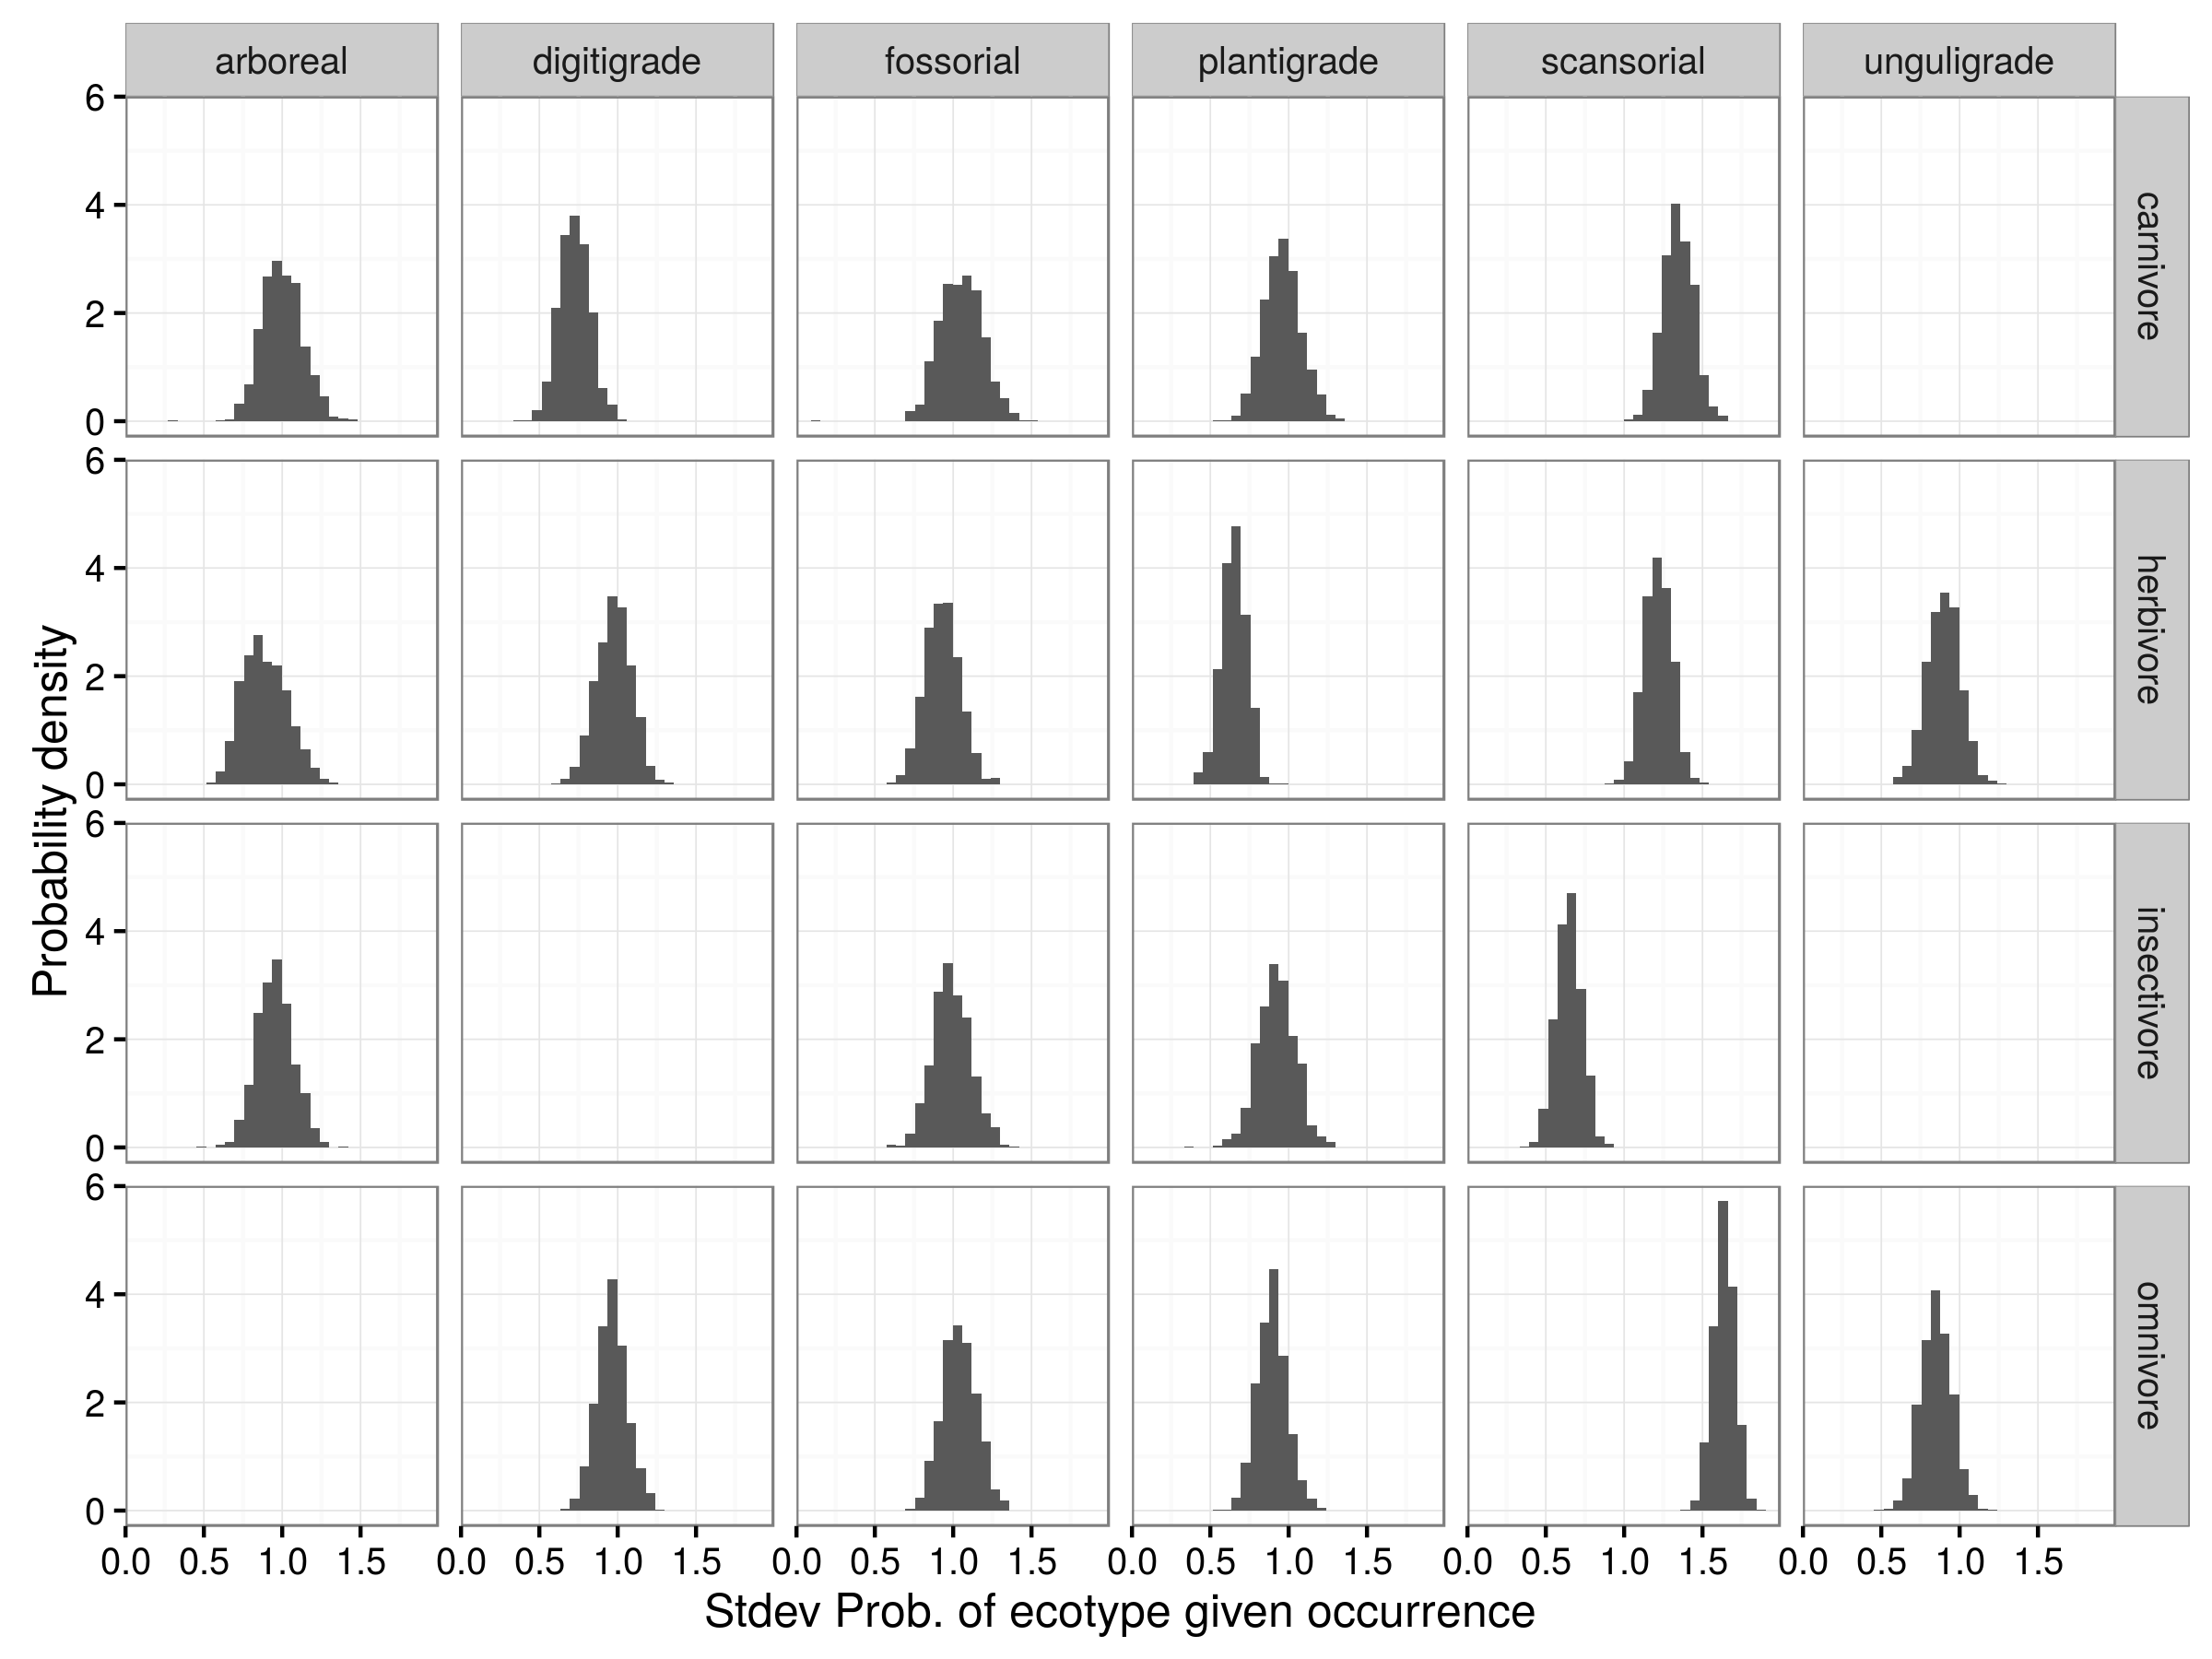 arboreal digitigrade fossorial plantigrade scansorial unguligrade
6
4
2
0
carnivore
6
4
2
0
herbivore
Probability density
6
4
2
0
insectivore
6
4
2
0
omnivore
0.0 0.5 1.0 1.5 0.0 0.5 1.0 1.5 0.0 0.5 1.0 1.5 0.0 0.5 1.0 1.5 0.0 0.5 1.0 1.5 0.0 0.5 1.0 1.5
Stdev Prob. of ecotype given occurrence